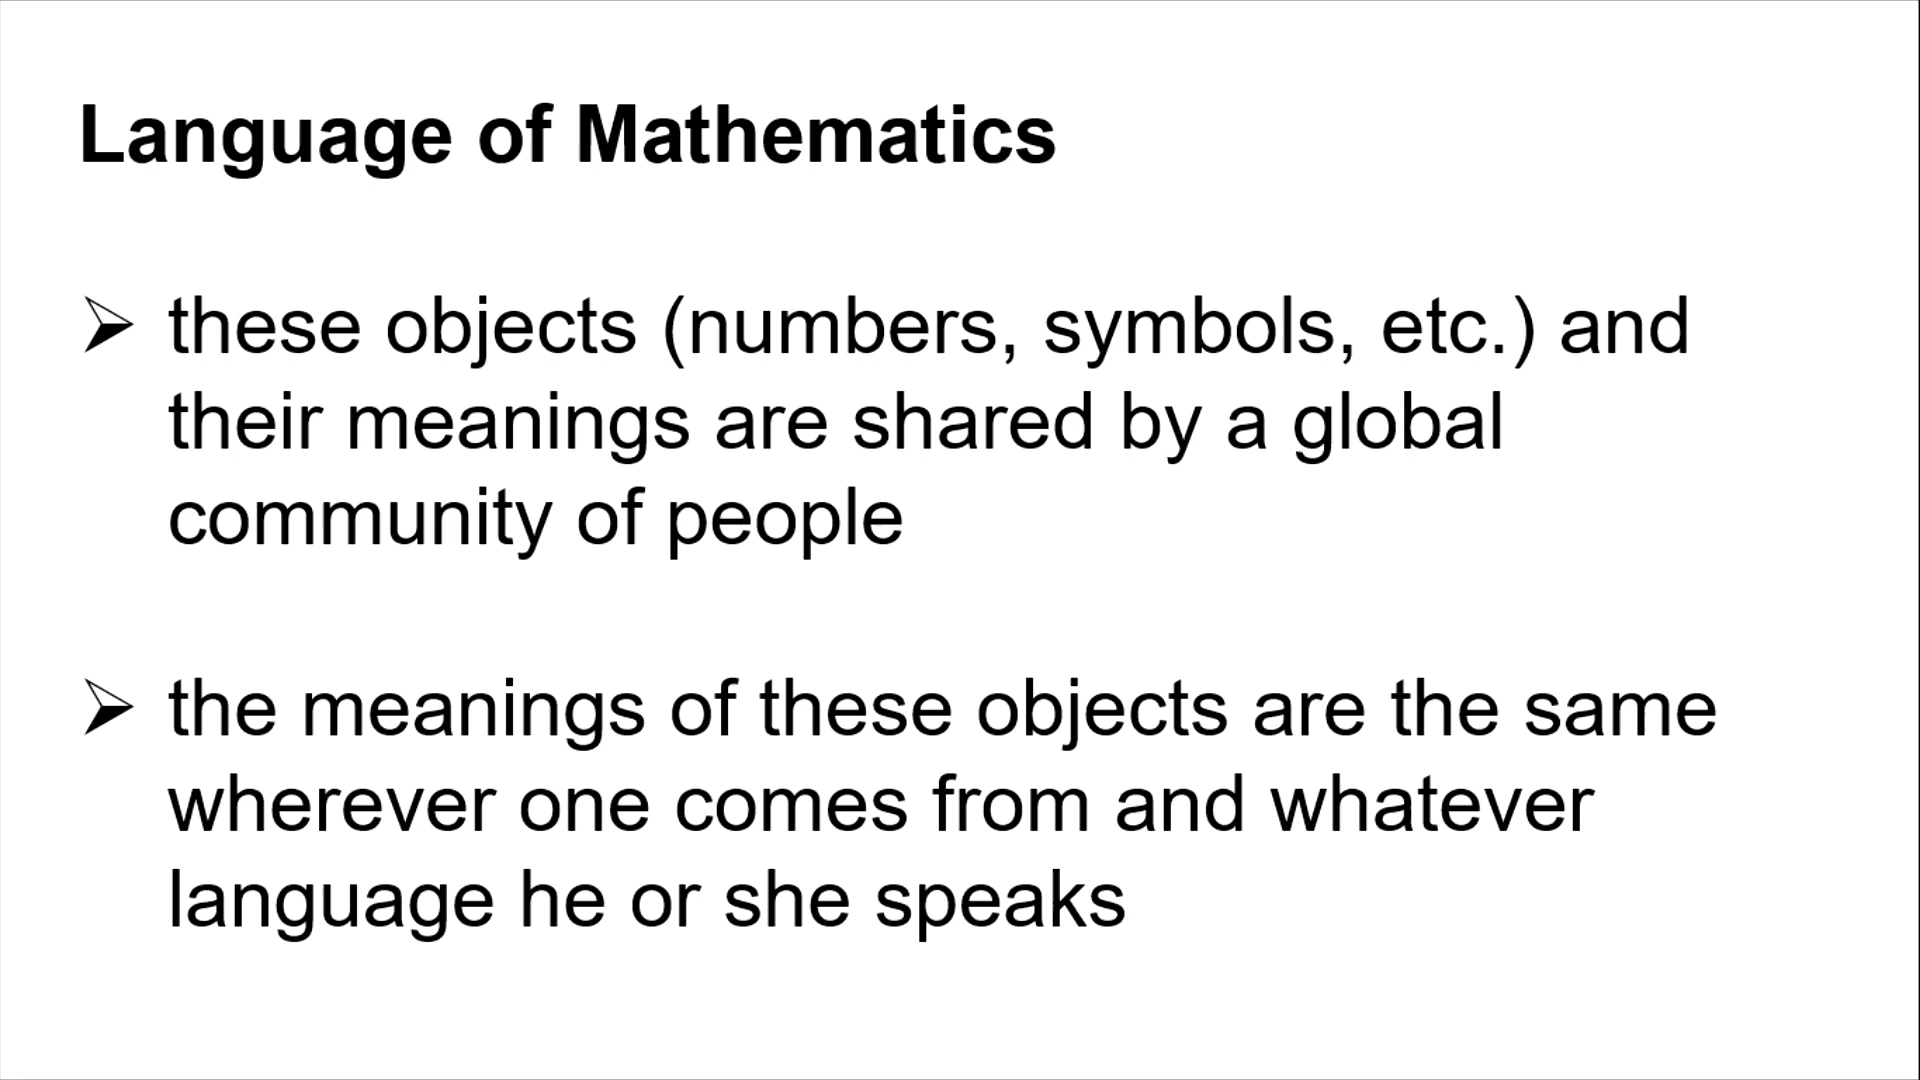 Language of Mathematics
➢ these objects (numbers, symbols, etc.) and
their meanings are shared by a global
community of people
➢ the meanings of these objects are the same
wherever one comes from and whatever
language he or she speaks